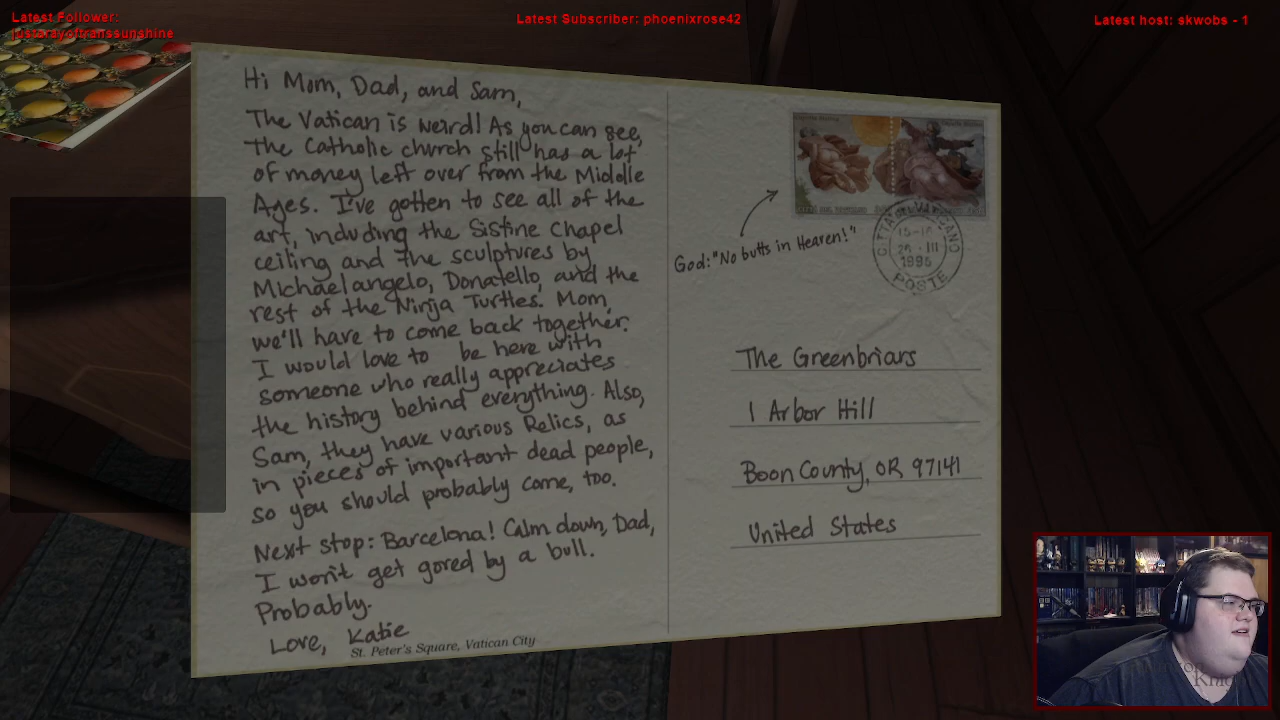 Latest Follower:
justarayoftranssunshine
Latest Subscriber: phoenixrose42
Latest host: skwobs - 1
Hi Mom, Dad, and Sam,
The Vatican is weird! As you can see,
the Catholic church still has a lot
of money left over from the Middle
Ages. I've gotten to see all of the
art, including the Sistine Chapel
ceiling and the sculptures by
Michaelangelo, Donatello, and the
rest of the Ninja Turtles. Mom,
we'll have to come back together.
I would love to be here with
someone who really appreciates
the history behind everything. Also,
Sam, they have various Relics, as
in pieces of important dead people,
so you should probably come, too.
Next stop: Barcelona! Calm down, Dad,
I won't get gored by a bull.
Probably.
Love, Katie
St. Peter's Square, Vatican City
God: "No butts in Heaven!"
CITTA DEL VATICANO
26 - III
1995
POSTE
The Greenbriars
1 Arbor Hill
Boon County, OR 97141
United States